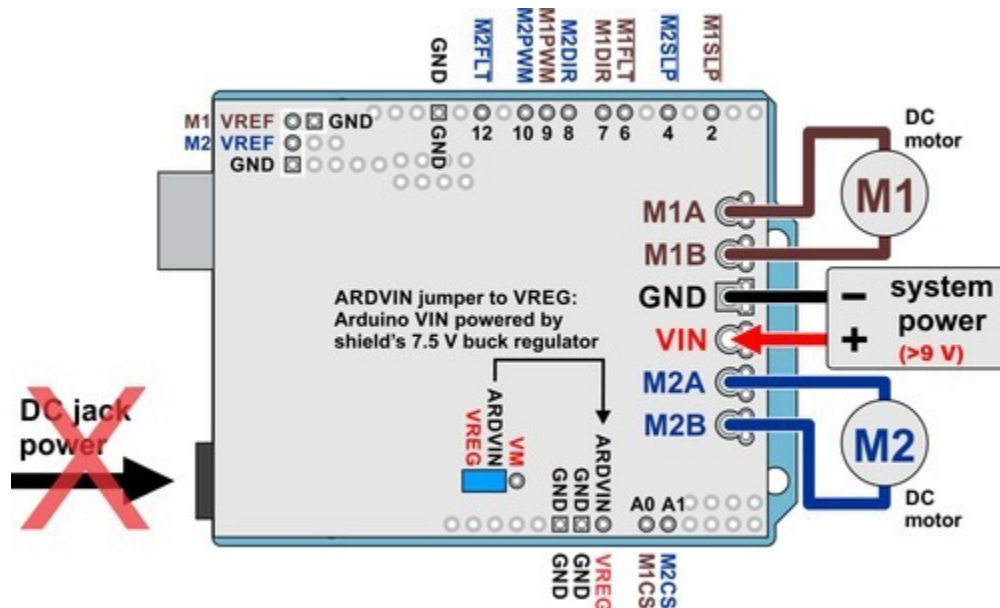 GND
M2FLT
M2PWM
M1PWM
M2DIR
M1DIR
M1FLT
M2SLP
M1SLP
M1 VREF GND
M2 VREF
GND
GND
12 10 9 8 7 6 4 2
DC
motor
M1
M1A
M1B
GND
VIN
M2A
M2B
− system
power
+ (>9 V)
ARDVIN jumper to VREG:
Arduino VIN powered by
shield's 7.5 V buck regulator
DC jack
power
VREG
ARDVIN
VM
GND
GND
ARDVIN
A0 A1
M2
DC
motor
GND
GND
VREG
M1CS
M2CS